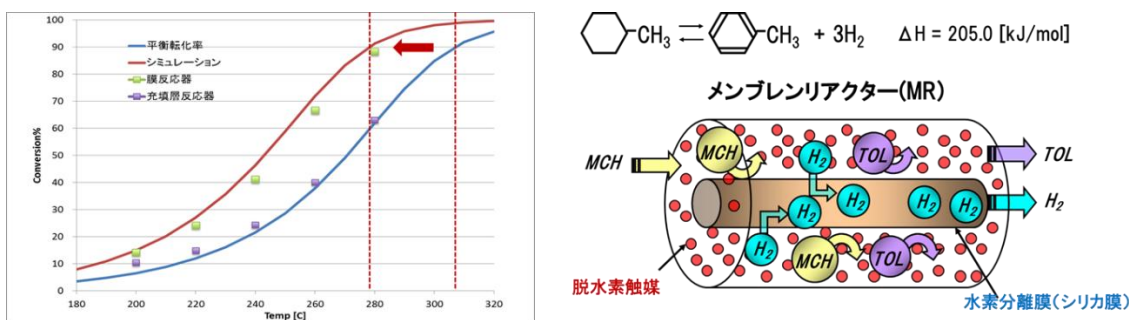 100
90
80
70
60
50
40
30
20
10
0
Conversion%
180
200
220
240
260
280
300
320
Temp [C]
平衡転化率
シミュレーション
膜反応器
充填層反応器
CH3 ⇄ CH3 + 3H2 ΔH = 205.0 [kJ/mol]
メンブレンリアクター(MR)
MCH
MCH
H2
TOL
TOL
H2
H2
H2
H2
H2
H2
MCH
TOL
脱水素触媒
水素分離膜(シリカ膜)